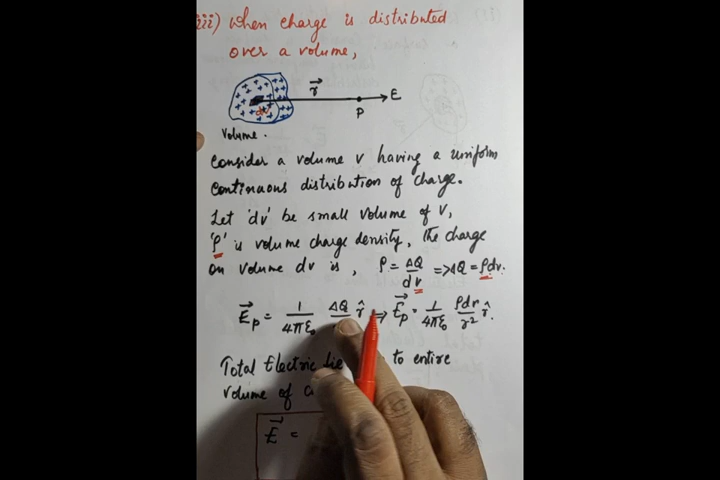 iii) When charge is distributed
over a volume,
r⃗
E
dv
P
Volume.
Consider a volume V having a uniform
Continuous distribution of charge.
Let 'dv' be small volume of V,
'ρ' is volume charge density, the charge
on volume dv is, ρ = ΔQ/dv => ΔQ = ρdv.
E⃗p = 1/4πε₀ ΔQ r̂ => E⃗p = 1/4πε₀ ρdv/r² r̂.
Total Electric to entire
Volume of
E⃗ =